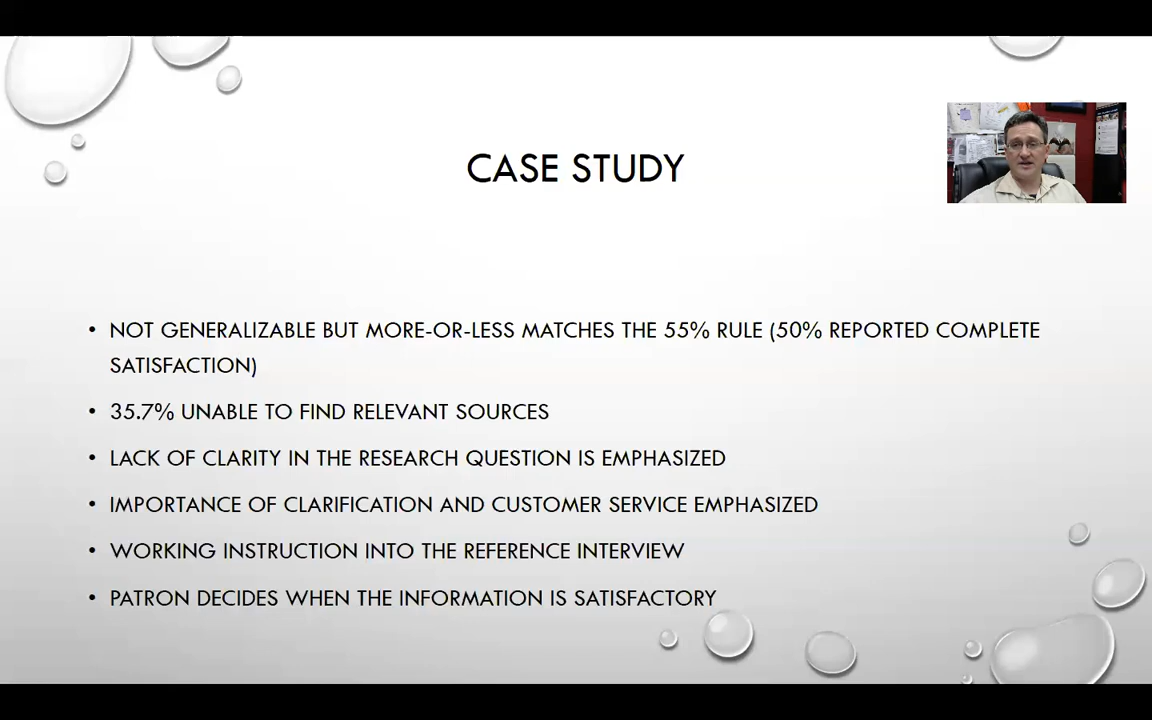 CASE STUDY
• NOT GENERALIZABLE BUT MORE-OR-LESS MATCHES THE 55% RULE (50% REPORTED COMPLETE
SATISFACTION)
• 35.7% UNABLE TO FIND RELEVANT SOURCES
• LACK OF CLARITY IN THE RESEARCH QUESTION IS EMPHASIZED
• IMPORTANCE OF CLARIFICATION AND CUSTOMER SERVICE EMPHASIZED
• WORKING INSTRUCTION INTO THE REFERENCE INTERVIEW
• PATRON DECIDES WHEN THE INFORMATION IS SATISFACTORY